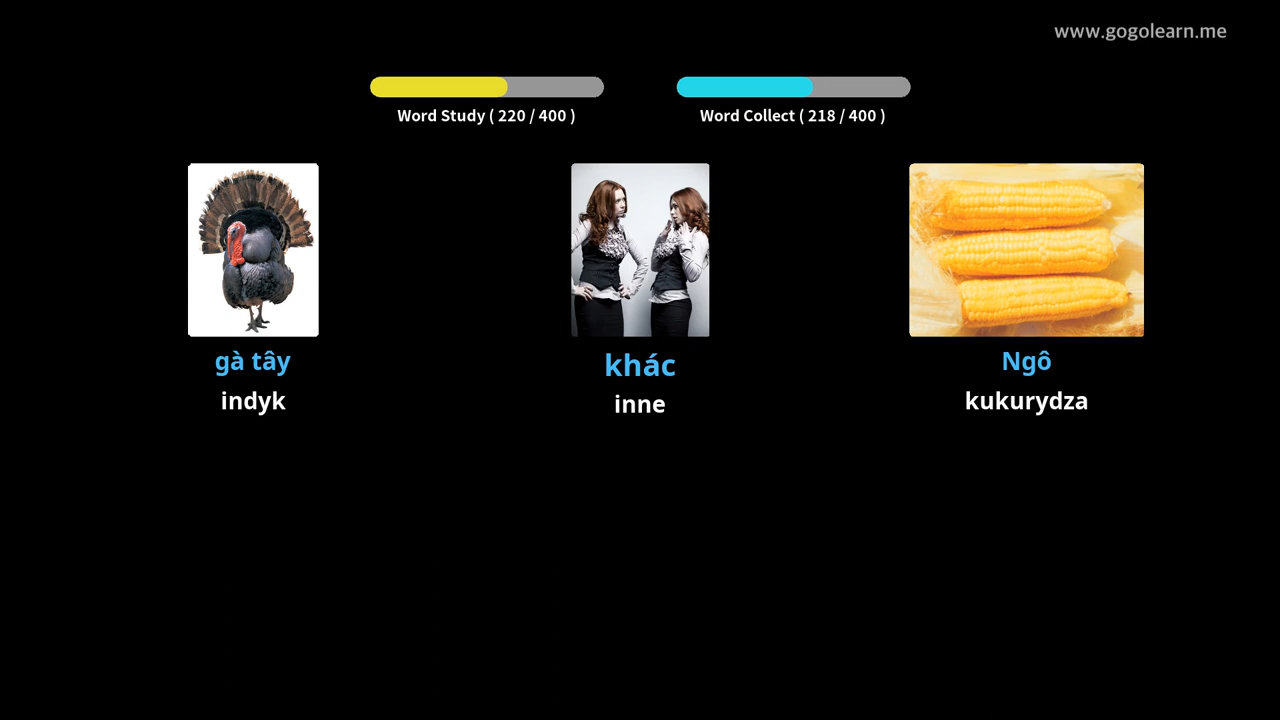 www.gogolearn.me
Word Study ( 220 / 400 )
Word Collect ( 218 / 400 )
gà tây
indyk
khác
inne
Ngô
kukurydza